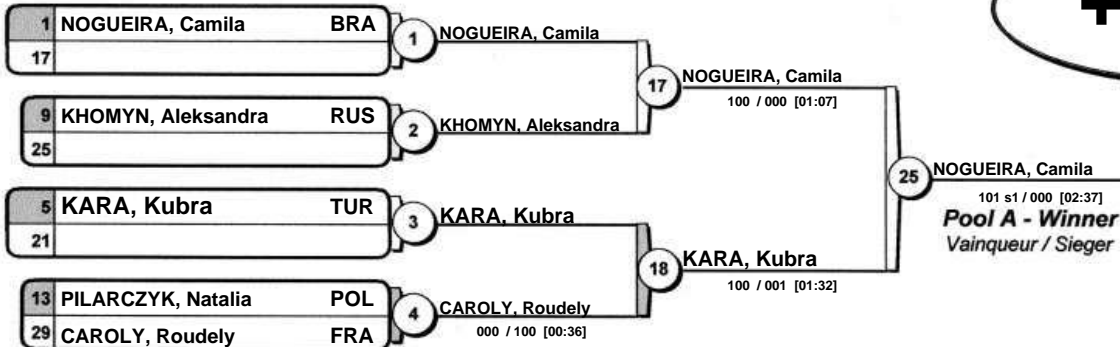 1 NOGUEIRA, Camila BRA
17
1
NOGUEIRA, Camila
9 KHOMYN, Aleksandra RUS
25
2
KHOMYN, Aleksandra
17
NOGUEIRA, Camila
100 / 000 [01:07]
5 KARA, Kubra TUR
21
3
KARA, Kubra
13 PILARCZYK, Natalia POL
29 CAROLY, Roudely FRA
4
CAROLY, Roudely
000 / 100 [00:36]
18
KARA, Kubra
100 / 001 [01:32]
25
NOGUEIRA, Camila
101 s1 / 000 [02:37]
Pool A - Winner
Vainqueur / Sieger